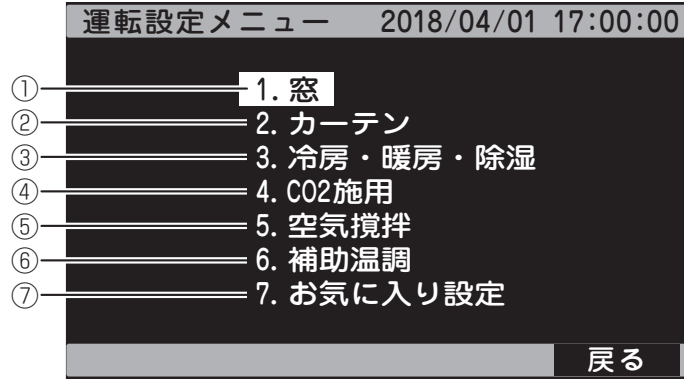 運転設定メニュー 2018/04/01 17:00:00
① 1. 窓
② 2. カーテン
③ 3. 冷房・暖房・除湿
④ 4. CO2施用
⑤ 5. 空気撹拌
⑥ 6. 補助温調
⑦ 7. お気に入り設定
戻る